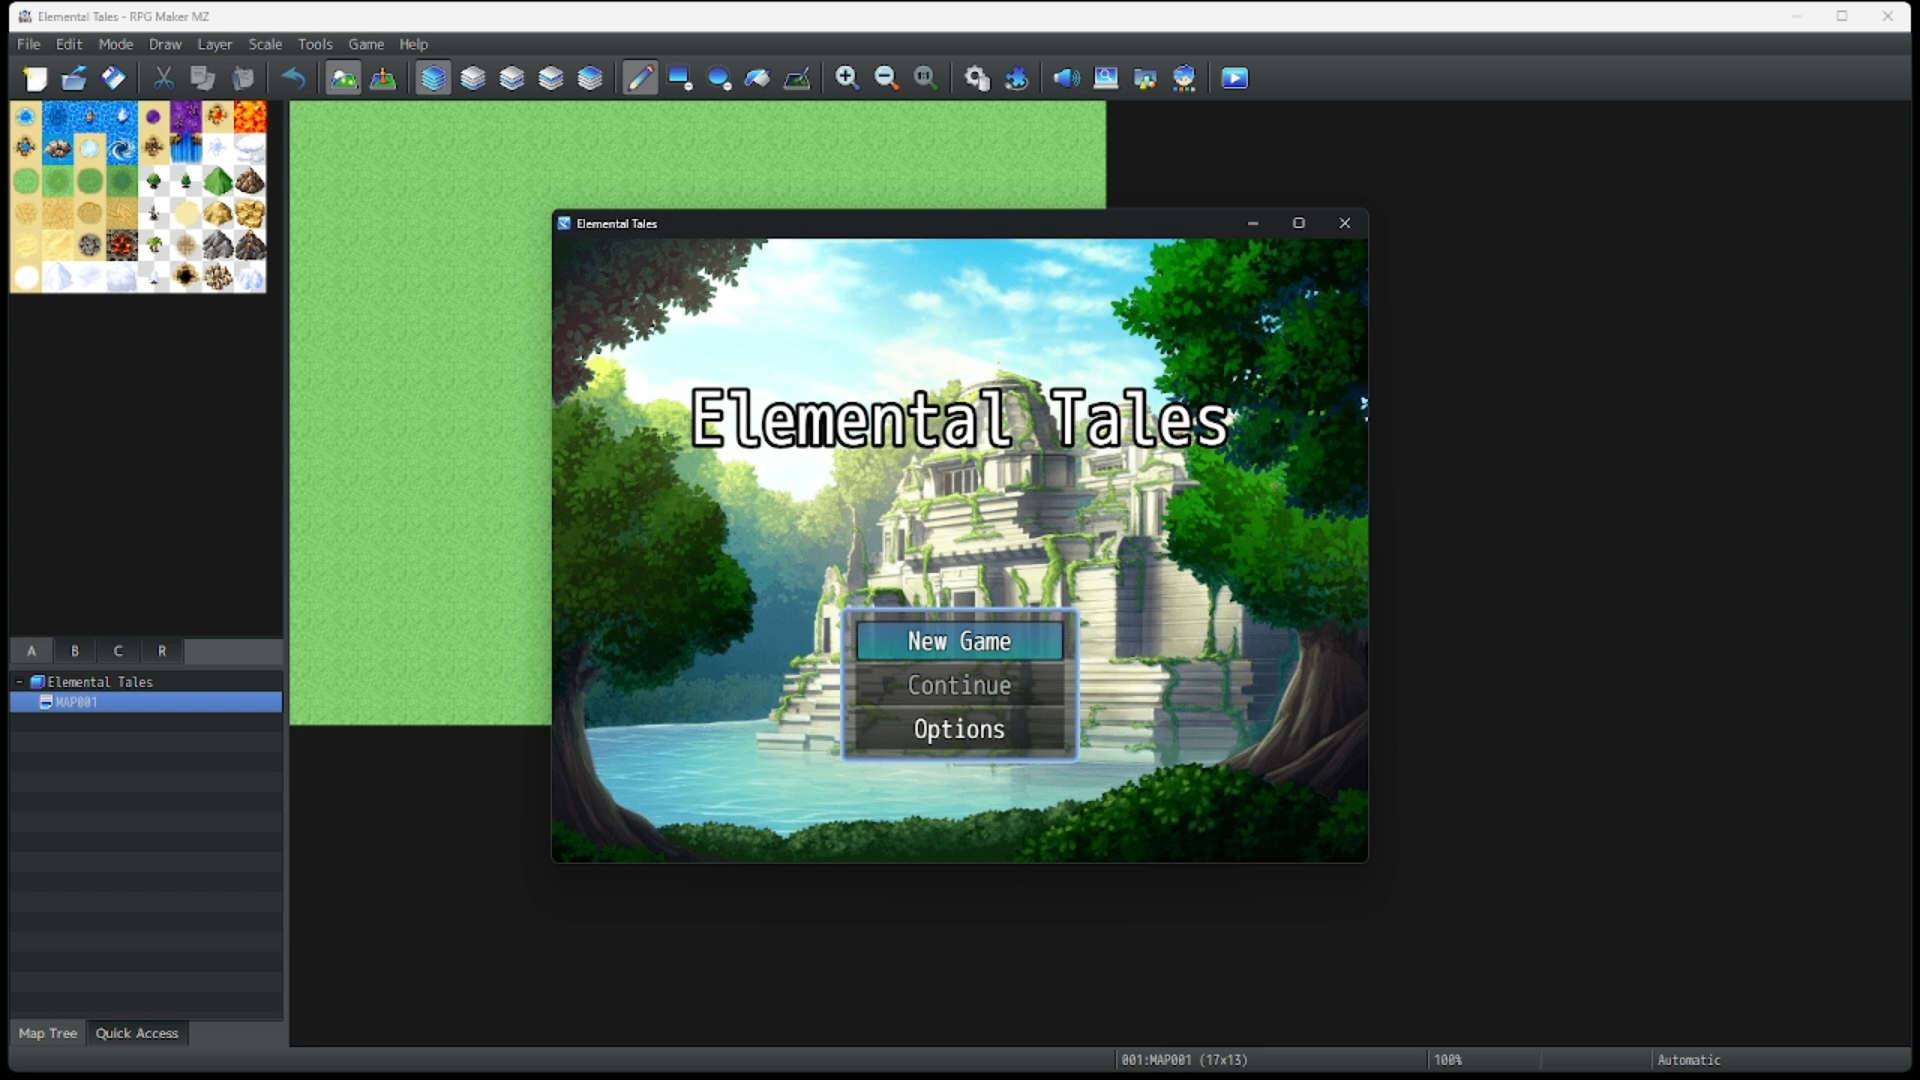 Elemental Tales - RPG Maker MZ
File Edit Mode Draw Layer Scale Tools Game Help
Elemental Tales
Elemental Tales
New Game
Continue
Options
A B C R
Elemental Tales
MAP001
Map Tree Quick Access
001:MAP001 (17x13) 100% Automatic